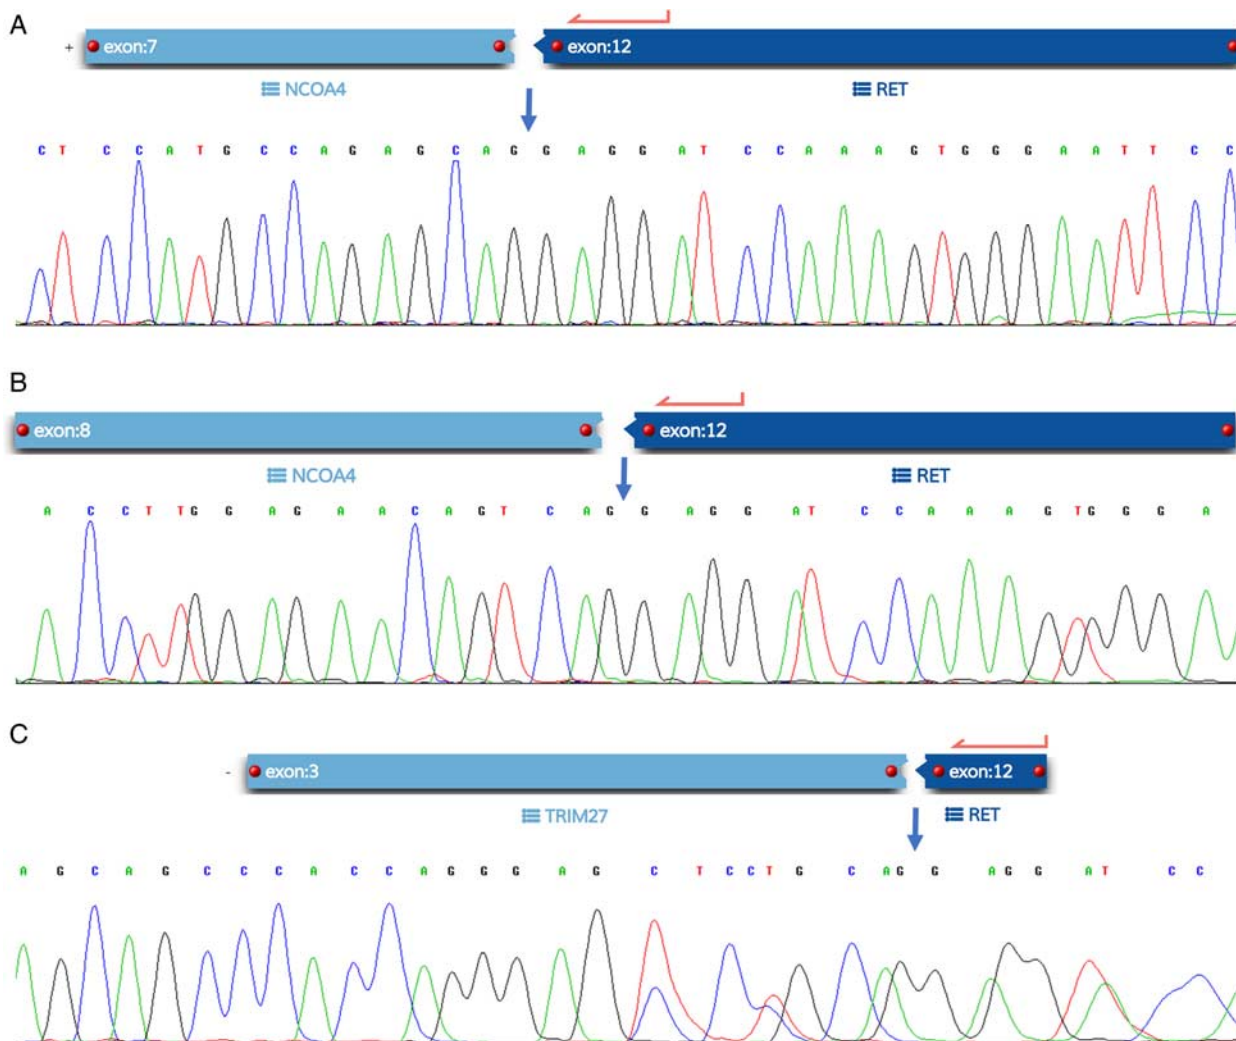 A
+ exon:7 exon:12
NCOA4 RET
C T C C A T G C C A G A G C A G G A G G A T C C A A A G T G G G A A T T C C
B
exon:8 exon:12
NCOA4 RET
A C C T T G G A G A A C A G T C A G G A G G A T C C A A A G T G G G A
C
- exon:3 exon:12
TRIM27 RET
A G C A G C C C A C C A G G G A G C T C C T G C A G G A G G A T C C